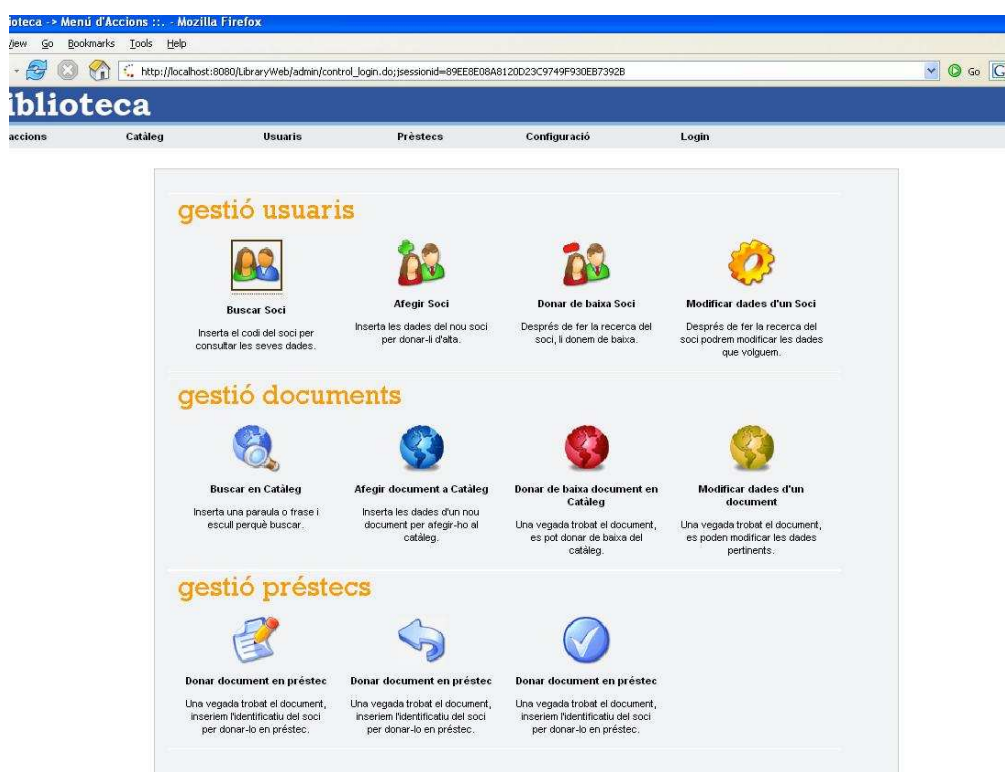 ioteca -> Menú d'Accions ::. - Mozilla Firefox
View Go Bookmarks Tools Help
http://localhost:8080/LibraryWeb/admin/control_login.do;jsessionid=89EE8E08A8120D23C9749F930EB7392B Go
iblioteca
accions Catàleg Usuaris Prèstecs Configuració Login
gestió usuaris
Buscar Soci
Inserta el codi del soci per
consultar les seves dades.
Afegir Soci
Inserta les dades del nou soci
per donar-li d'alta.
Donar de baixa Soci
Després de fer la recerca del
soci, li donem de baixa.
Modificar dades d'un Soci
Després de fer la recerca del
soci podrem modificar les dades
que volguem.
gestió documents
Buscar en Catàleg
Inserta una paraula o frase i
escull perquè buscar.
Afegir document a Catàleg
Inserta les dades d'un nou
document per afegir-ho al
catàleg.
Donar de baixa document en
Catàleg
Una vegada trobat el document,
es pot donar de baixa del
catàleg.
Modificar dades d'un
document
Una vegada trobat el document,
es poden modificar les dades
pertinents.
gestió préstecs
Donar document en préstec
Una vegada trobat el document,
inseriem l'identificatiu del soci
per donar-lo en préstec.
Donar document en préstec
Una vegada trobat el document,
inseriem l'identificatiu del soci
per donar-lo en préstec.
Donar document en préstec
Una vegada trobat el document,
inseriem l'identificatiu del soci
per donar-lo en préstec.